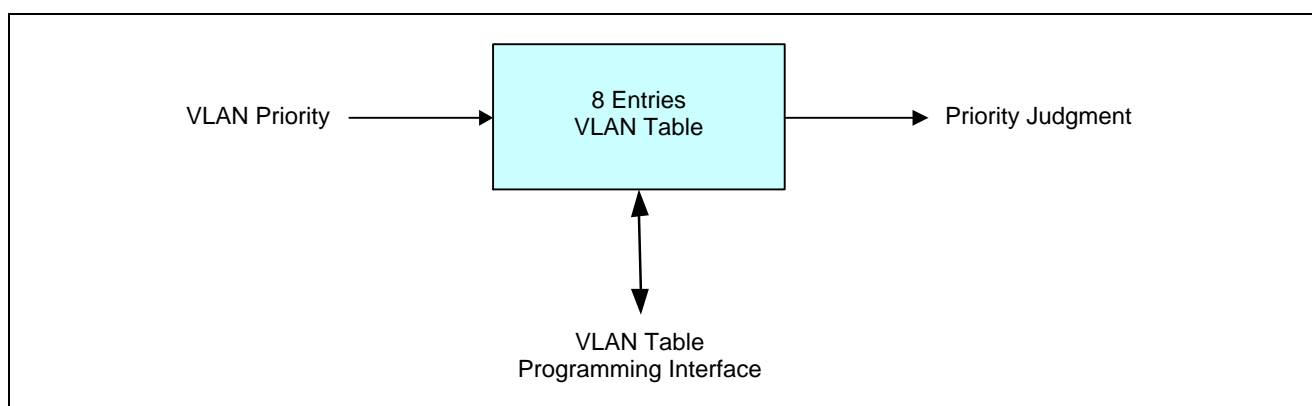 VLAN Priority
8 Entries
VLAN Table
Priority Judgment
VLAN Table
Programming Interface